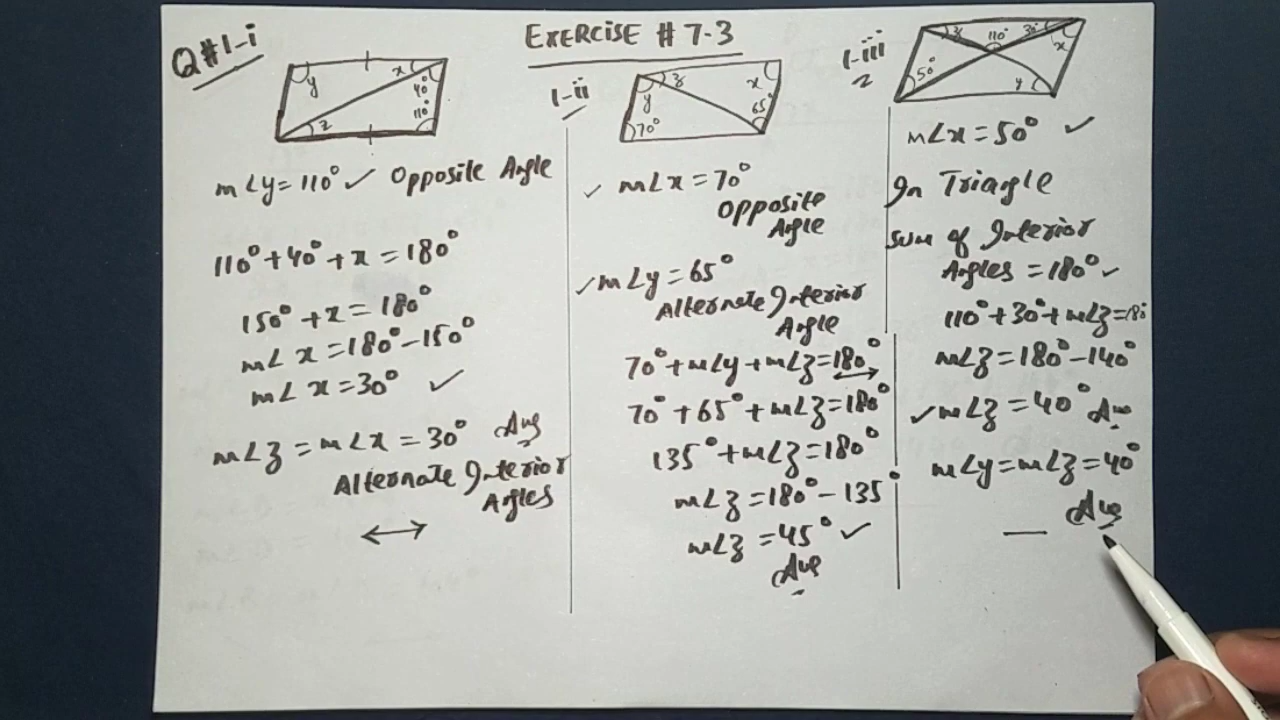 EXERCISE # 7-3
Q#1-i
y
x
40°
110°
z
m∠y=110° ✓ Opposite Angle
110°+40°+x=180°
150°+x=180°
m∠x=180°-150°
m∠x=30° ✓
m∠z=m∠x=30° Ans
Alternate Interior
Angles
1-ii
z
x
y
65°
70°
✓ m∠x=70°
Opposite
Angle
✓ m∠y=65°
Alternate Interior
Angle
70°+m∠y+m∠z=180°
70°+65°+m∠z=180°
135°+m∠z=180°
m∠z=180°-135°
m∠z=45° ✓
Ans
1-iii
z
110°
30°
x
50°
y
m∠x=50° ✓
In Triangle
Sum of Interior
Angles=180° ✓
110°+30°+m∠z=180°
m∠z=180°-140°
✓ m∠z=40° Ans
m∠y=m∠z=40°
Ans